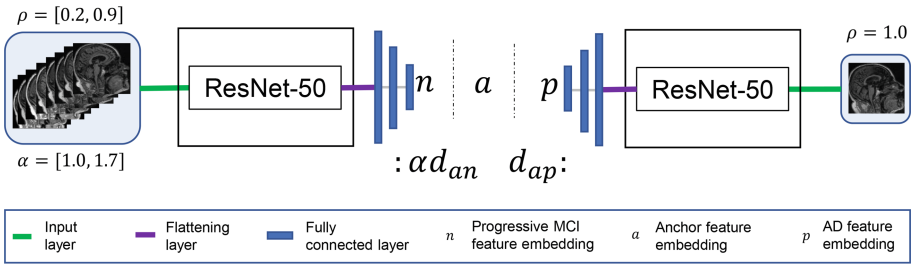 ρ = [0.2, 0.9]
ρ = 1.0
ResNet-50
n
a
p
ResNet-50
α = [1.0, 1.7]
: αd_an
d_ap :
Input
layer
Flattening
layer
Fully
connected layer
n
Progressive MCI
feature embedding
a
Anchor feature
embedding
p
AD feature
embedding